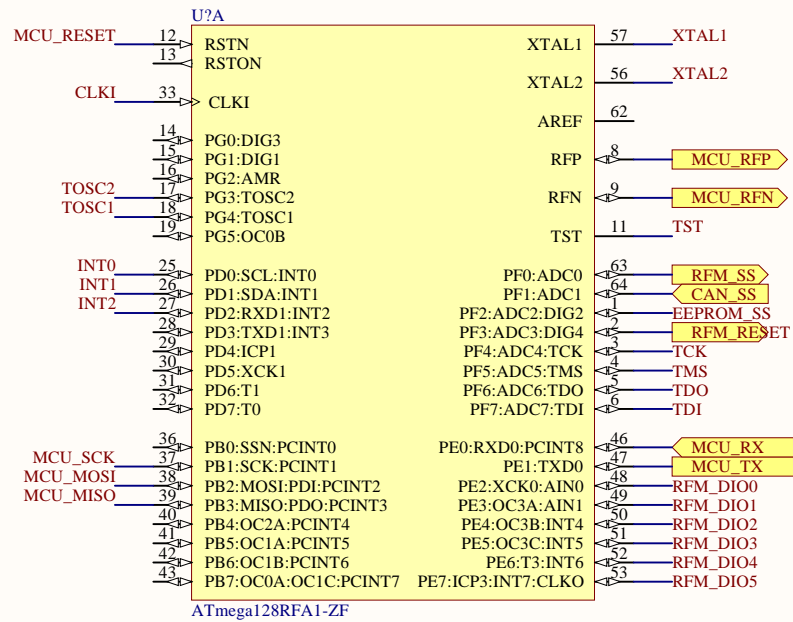 U?A
MCU_RESET 12 RSTN XTAL1 57 XTAL1
13 RSTON
XTAL2 56 XTAL2
CLKI 33 CLKI
AREF 62
14 PG0:DIG3
15 PG1:DIG1 RFP 8 MCU_RFP
16 PG2:AMR
TOSC2 17 PG3:TOSC2 RFN 9 MCU_RFN
TOSC1 18 PG4:TOSC1
19 PG5:OC0B TST 11 TST
INT0 25 PD0:SCL:INT0 PF0:ADC0 63 RFM_SS
INT1 26 PD1:SDA:INT1 PF1:ADC1 64 CAN_SS
INT2 27 PD2:RXD1:INT2 PF2:ADC2:DIG2 1 EEPROM_SS
28 PD3:TXD1:INT3 PF3:ADC3:DIG4 2 RFM_RESET
29 PD4:ICP1 PF4:ADC4:TCK 3 TCK
30 PD5:XCK1 PF5:ADC5:TMS 4 TMS
31 PD6:T1 PF6:ADC6:TDO 5 TDO
32 PD7:T0 PF7:ADC7:TDI 6 TDI
36 PB0:SSN:PCINT0 PE0:RXD0:PCINT8 46 MCU_RX
MCU_SCK 37 PB1:SCK:PCINT1 PE1:TXD0 47 MCU_TX
MCU_MOSI 38 PB2:MOSI:PDI:PCINT2 PE2:XCK0:AIN0 48 RFM_DIO0
MCU_MISO 39 PB3:MISO:PDO:PCINT3 PE3:OC3A:AIN1 49 RFM_DIO1
40 PB4:OC2A:PCINT4 PE4:OC3B:INT4 50 RFM_DIO2
41 PB5:OC1A:PCINT5 PE5:OC3C:INT5 51 RFM_DIO3
42 PB6:OC1B:PCINT6 PE6:T3:INT6 52 RFM_DIO4
43 PB7:OC0A:OC1C:PCINT7 PE7:ICP3:INT7:CLKO 53 RFM_DIO5
ATmega128RFA1-ZF